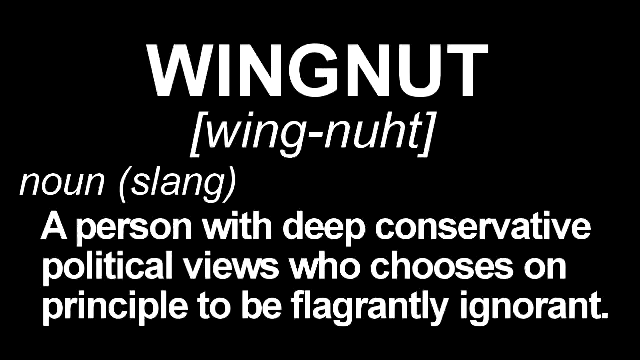 WINGNUT
[wing-nuht]
noun (slang)
A person with deep conservative
political views who chooses on
principle to be flagrantly ignorant.